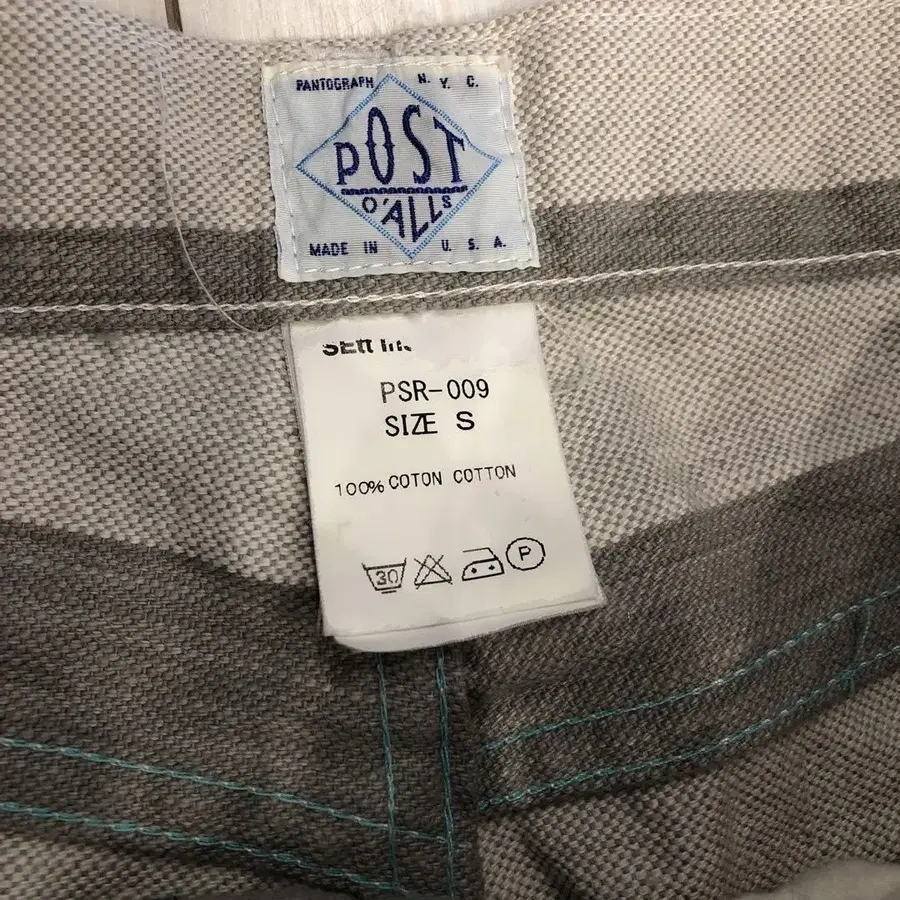 PANTOGRAPH N. Y. C.
POST
O'ALLS
MADE IN U. S. A.
PSR-009
SIZE S
100% COTON COTTON
30
P